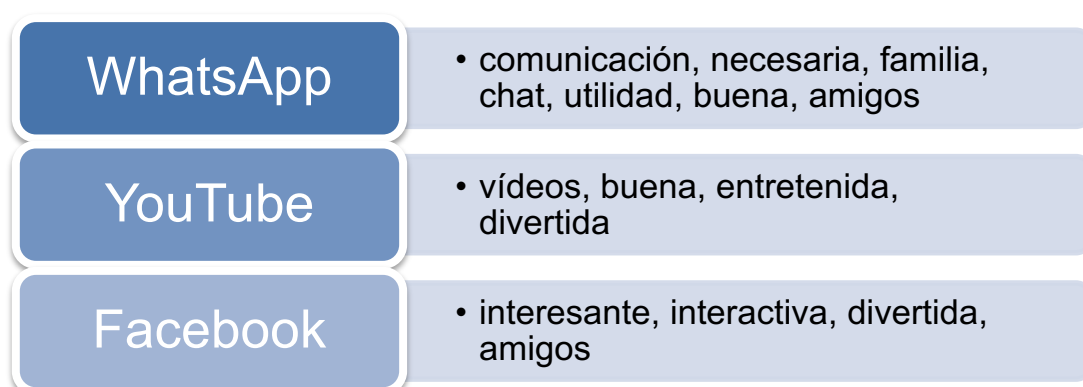 WhatsApp
• comunicación, necesaria, familia,
chat, utilidad, buena, amigos
YouTube
• vídeos, buena, entretenida,
divertida
Facebook
• interesante, interactiva, divertida,
amigos